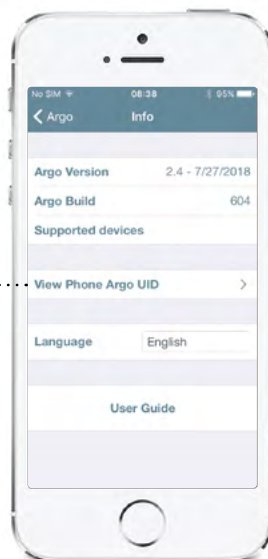 No SIM 08:38 95%
Argo Info
Argo Version 2.4 - 7/27/2018
Argo Build 604
Supported devices
View Phone Argo UID
Language English
User Guide